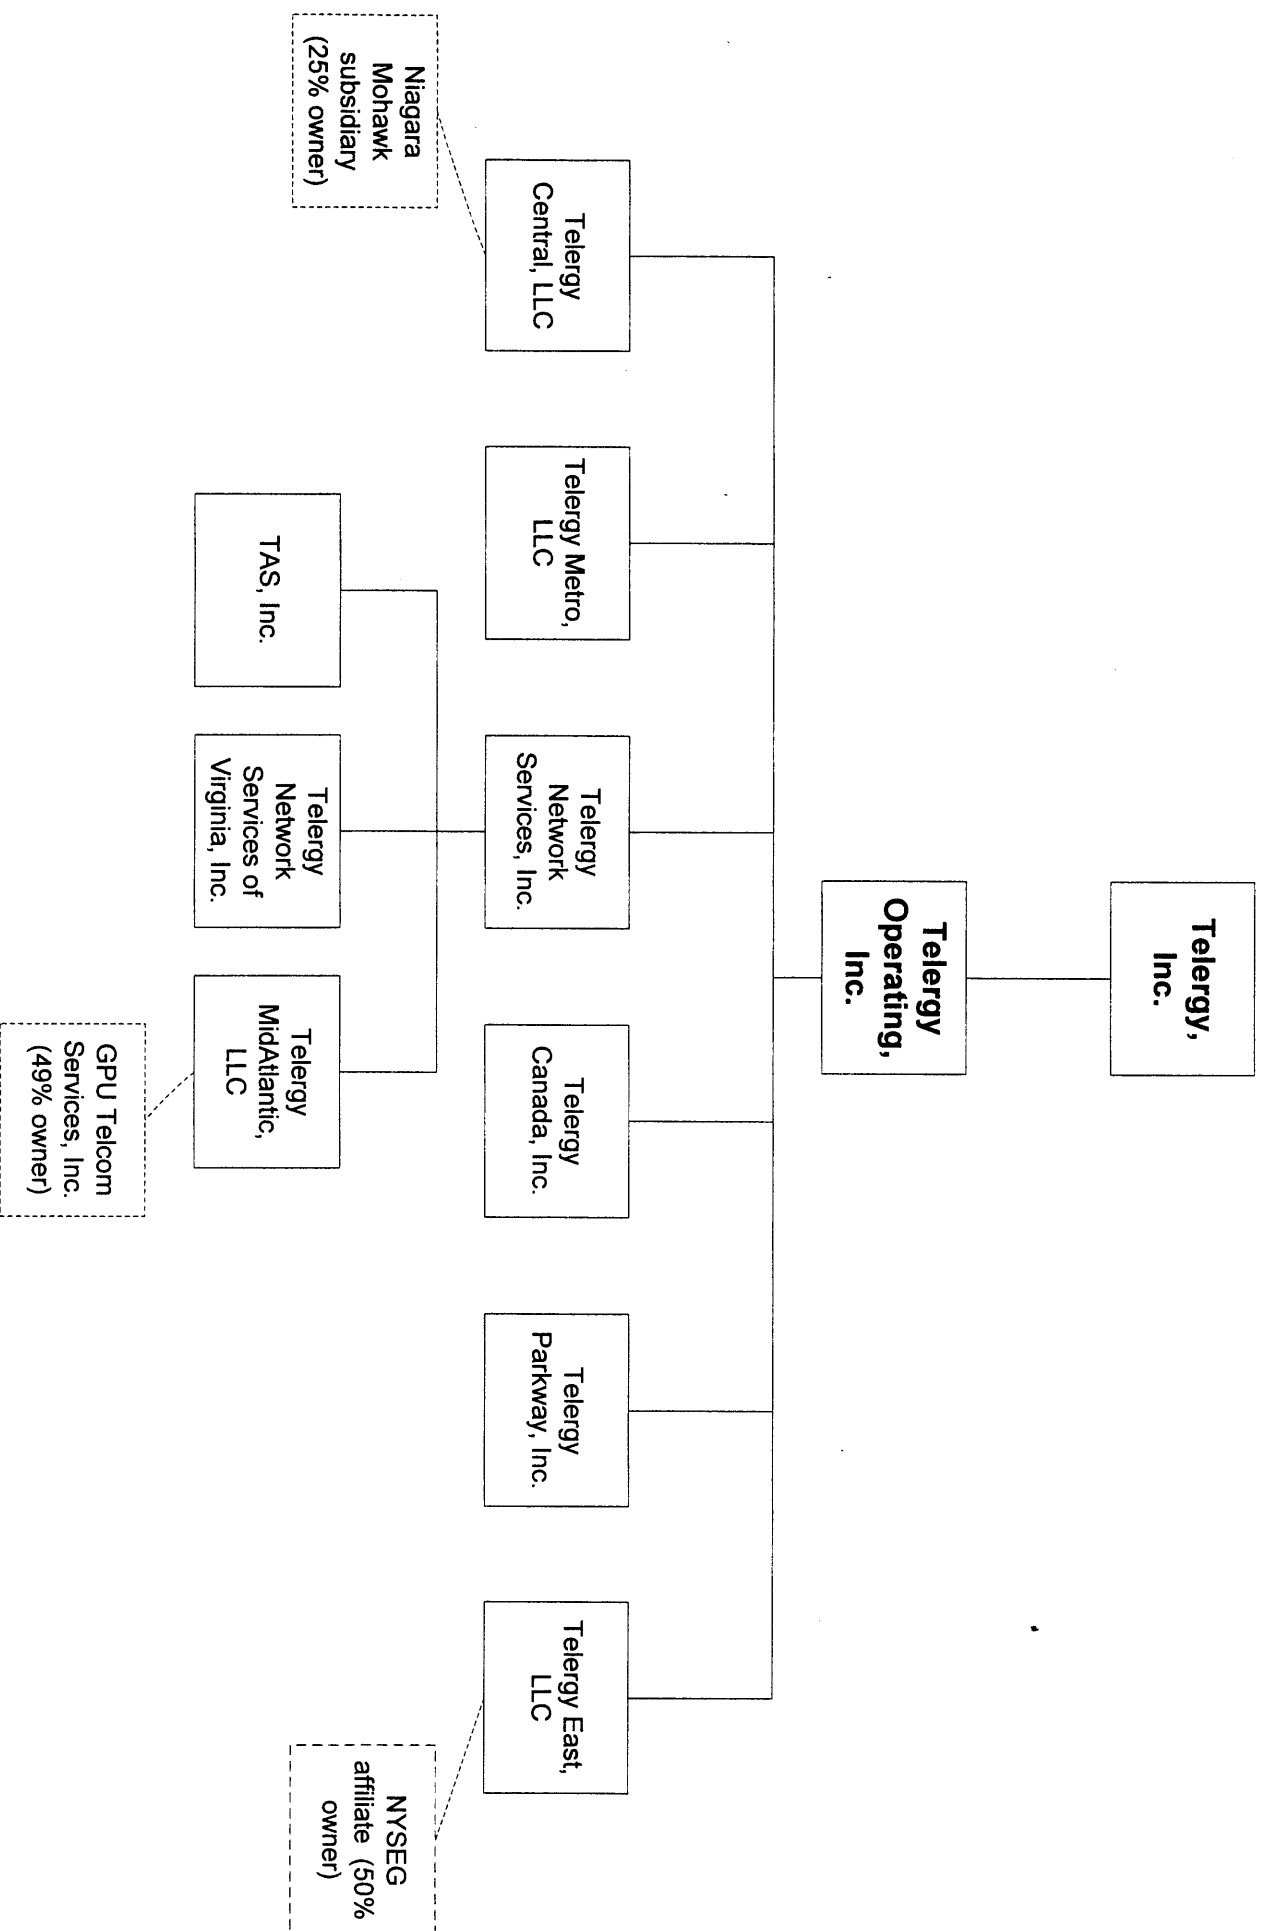 Telergy,
Inc.
Telergy
Operating,
Inc.
Telergy
Central, LLC
Telergy Metro,
LLC
Telergy
Network
Services, Inc.
Telergy
Canada, Inc.
Telergy
Parkway, Inc.
Telergy East,
LLC
Niagara
Mohawk
subsidiary
(25% owner)
TAS, Inc.
Telergy
Network
Services of
Virginia, Inc.
Telergy
MidAtlantic,
LLC
NYSEG
affiliate (50%
owner)
GPU Telcom
Services, Inc.
(49% owner)